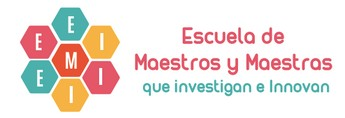 E
E
I
M
E
I
I
Escuela de
Maestros y Maestras
que investigan e Innovan